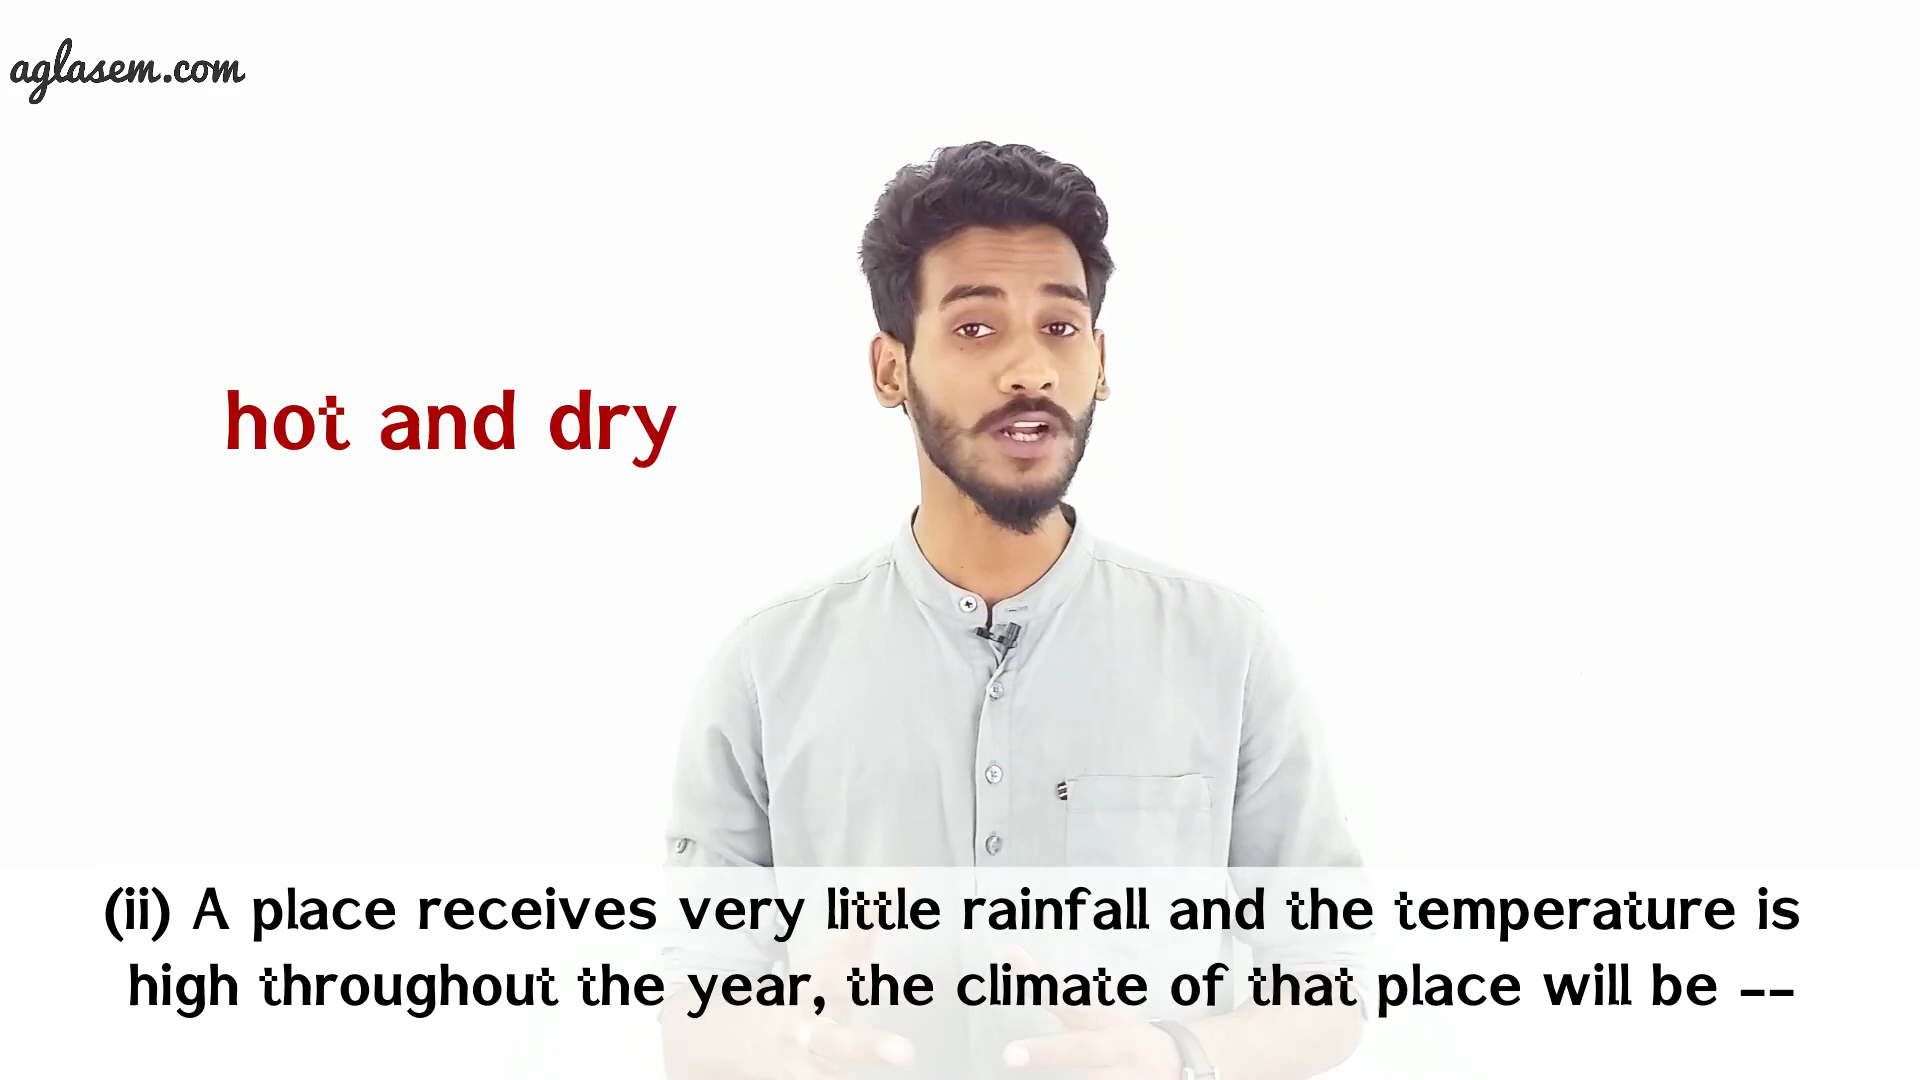 aglasem.com
hot and dry
(ii) A place receives very little rainfall and the temperature is
high throughout the year, the climate of that place will be --